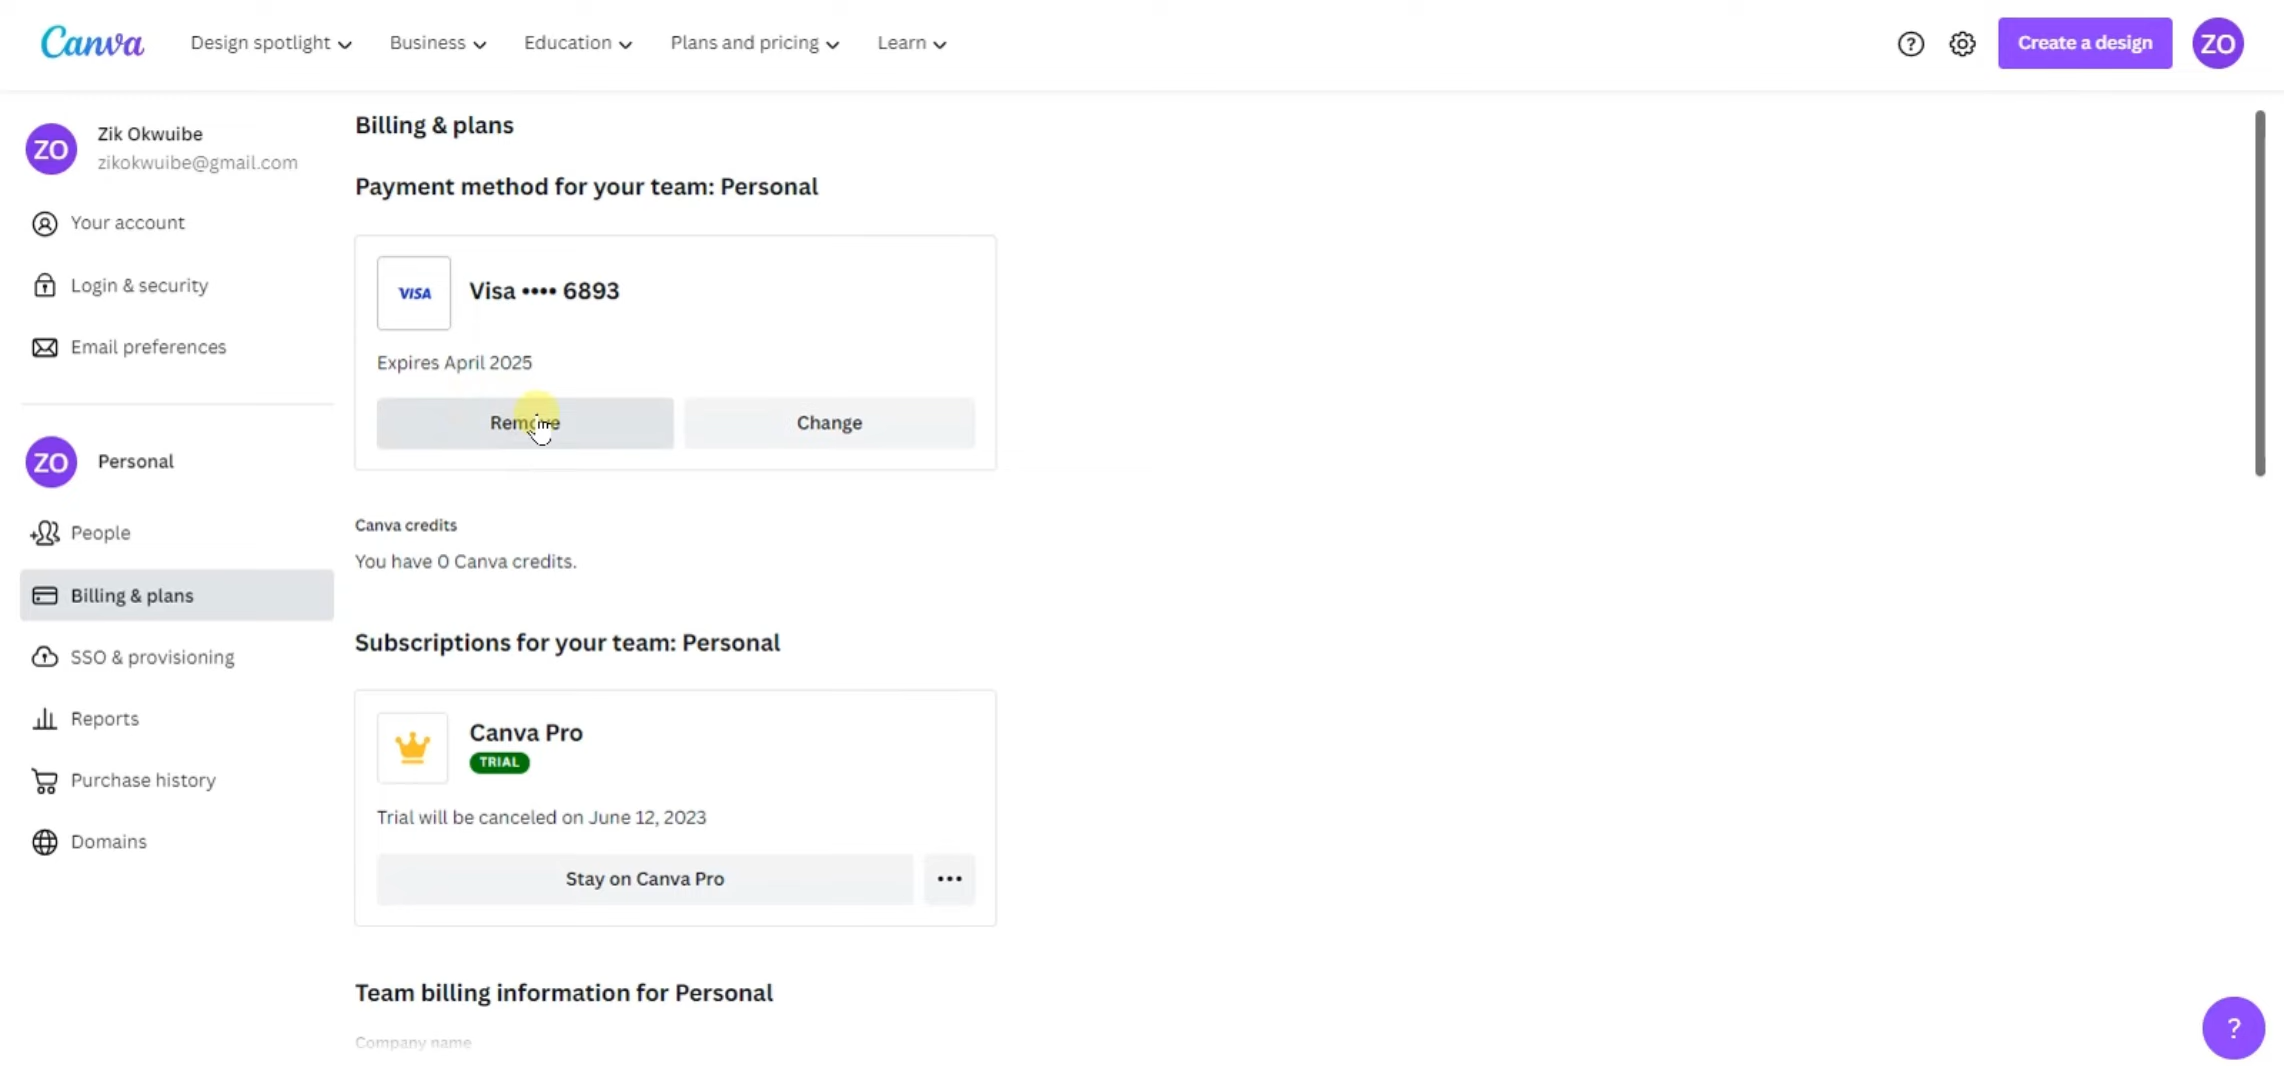 Canva
Design spotlight
Business
Education
Plans and pricing
Learn
Create a design
ZO
ZO
Zik Okwuibe
zikokwuibe@gmail.com
Your account
Login & security
Email preferences
ZO
Personal
People
Billing & plans
SSO & provisioning
Reports
Purchase history
Domains
Billing & plans
Payment method for your team: Personal
VISA
Visa •••• 6893
Expires April 2025
Remove
Change
Canva credits
You have 0 Canva credits.
Subscriptions for your team: Personal
Canva Pro
TRIAL
Trial will be canceled on June 12, 2023
Stay on Canva Pro
Team billing information for Personal
Company name
?